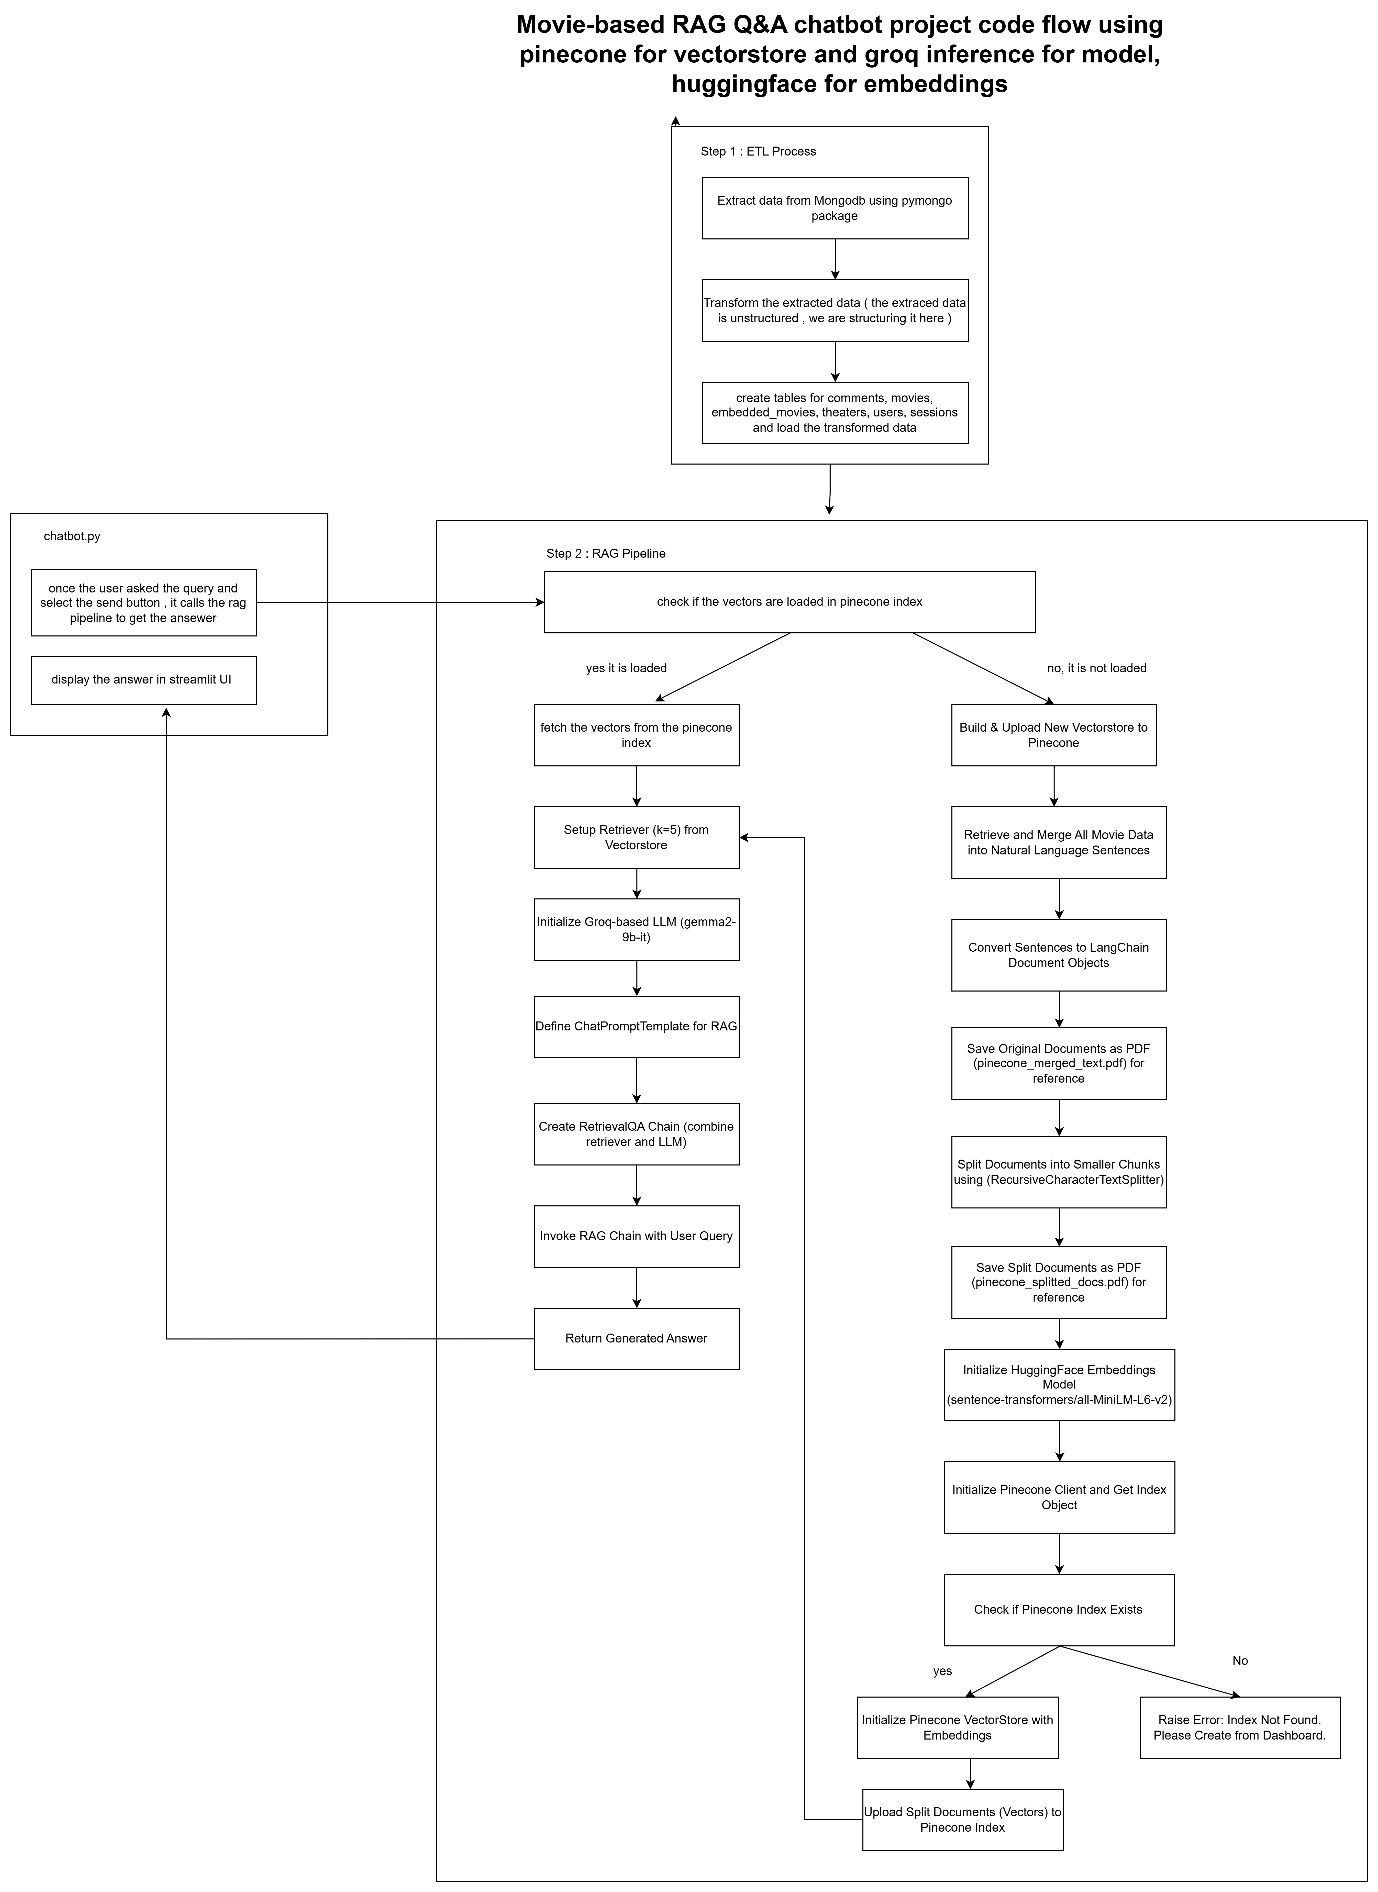 Movie-based RAG Q&A chatbot project code flow using
pinecone for vectorstore and groq inference for model,
huggingface for embeddings
Step 1 : ETL Process
Extract data from Mongodb using pymongo
package
Transform the extracted data ( the extraced data
is unstructured , we are structuring it here )
create tables for comments, movies,
embedded_movies, theaters, users, sessions
and load the transformed data
chatbot.py
once the user asked the query and
select the send button , it calls the rag
pipeline to get the ansewer
display the answer in streamlit UI
Step 2 : RAG Pipeline
check if the vectors are loaded in pinecone index
yes it is loaded
no, it is not loaded
fetch the vectors from the pinecone
index
Setup Retriever (k=5) from
Vectorstore
Initialize Groq-based LLM (gemma2-
9b-it)
Define ChatPromptTemplate for RAG
Create RetrievalQA Chain (combine
retriever and LLM)
Invoke RAG Chain with User Query
Return Generated Answer
Build & Upload New Vectorstore to
Pinecone
Retrieve and Merge All Movie Data
into Natural Language Sentences
Convert Sentences to LangChain
Document Objects
Save Original Documents as PDF
(pinecone_merged_text.pdf) for
reference
Split Documents into Smaller Chunks
using (RecursiveCharacterTextSplitter)
Save Split Documents as PDF
(pinecone_splitted_docs.pdf) for
reference
Initialize HuggingFace Embeddings
Model
(sentence-transformers/all-MiniLM-L6-v2)
Initialize Pinecone Client and Get Index
Object
Check if Pinecone Index Exists
yes
No
Initialize Pinecone VectorStore with
Embeddings
Raise Error: Index Not Found.
Please Create from Dashboard.
Upload Split Documents (Vectors) to
Pinecone Index